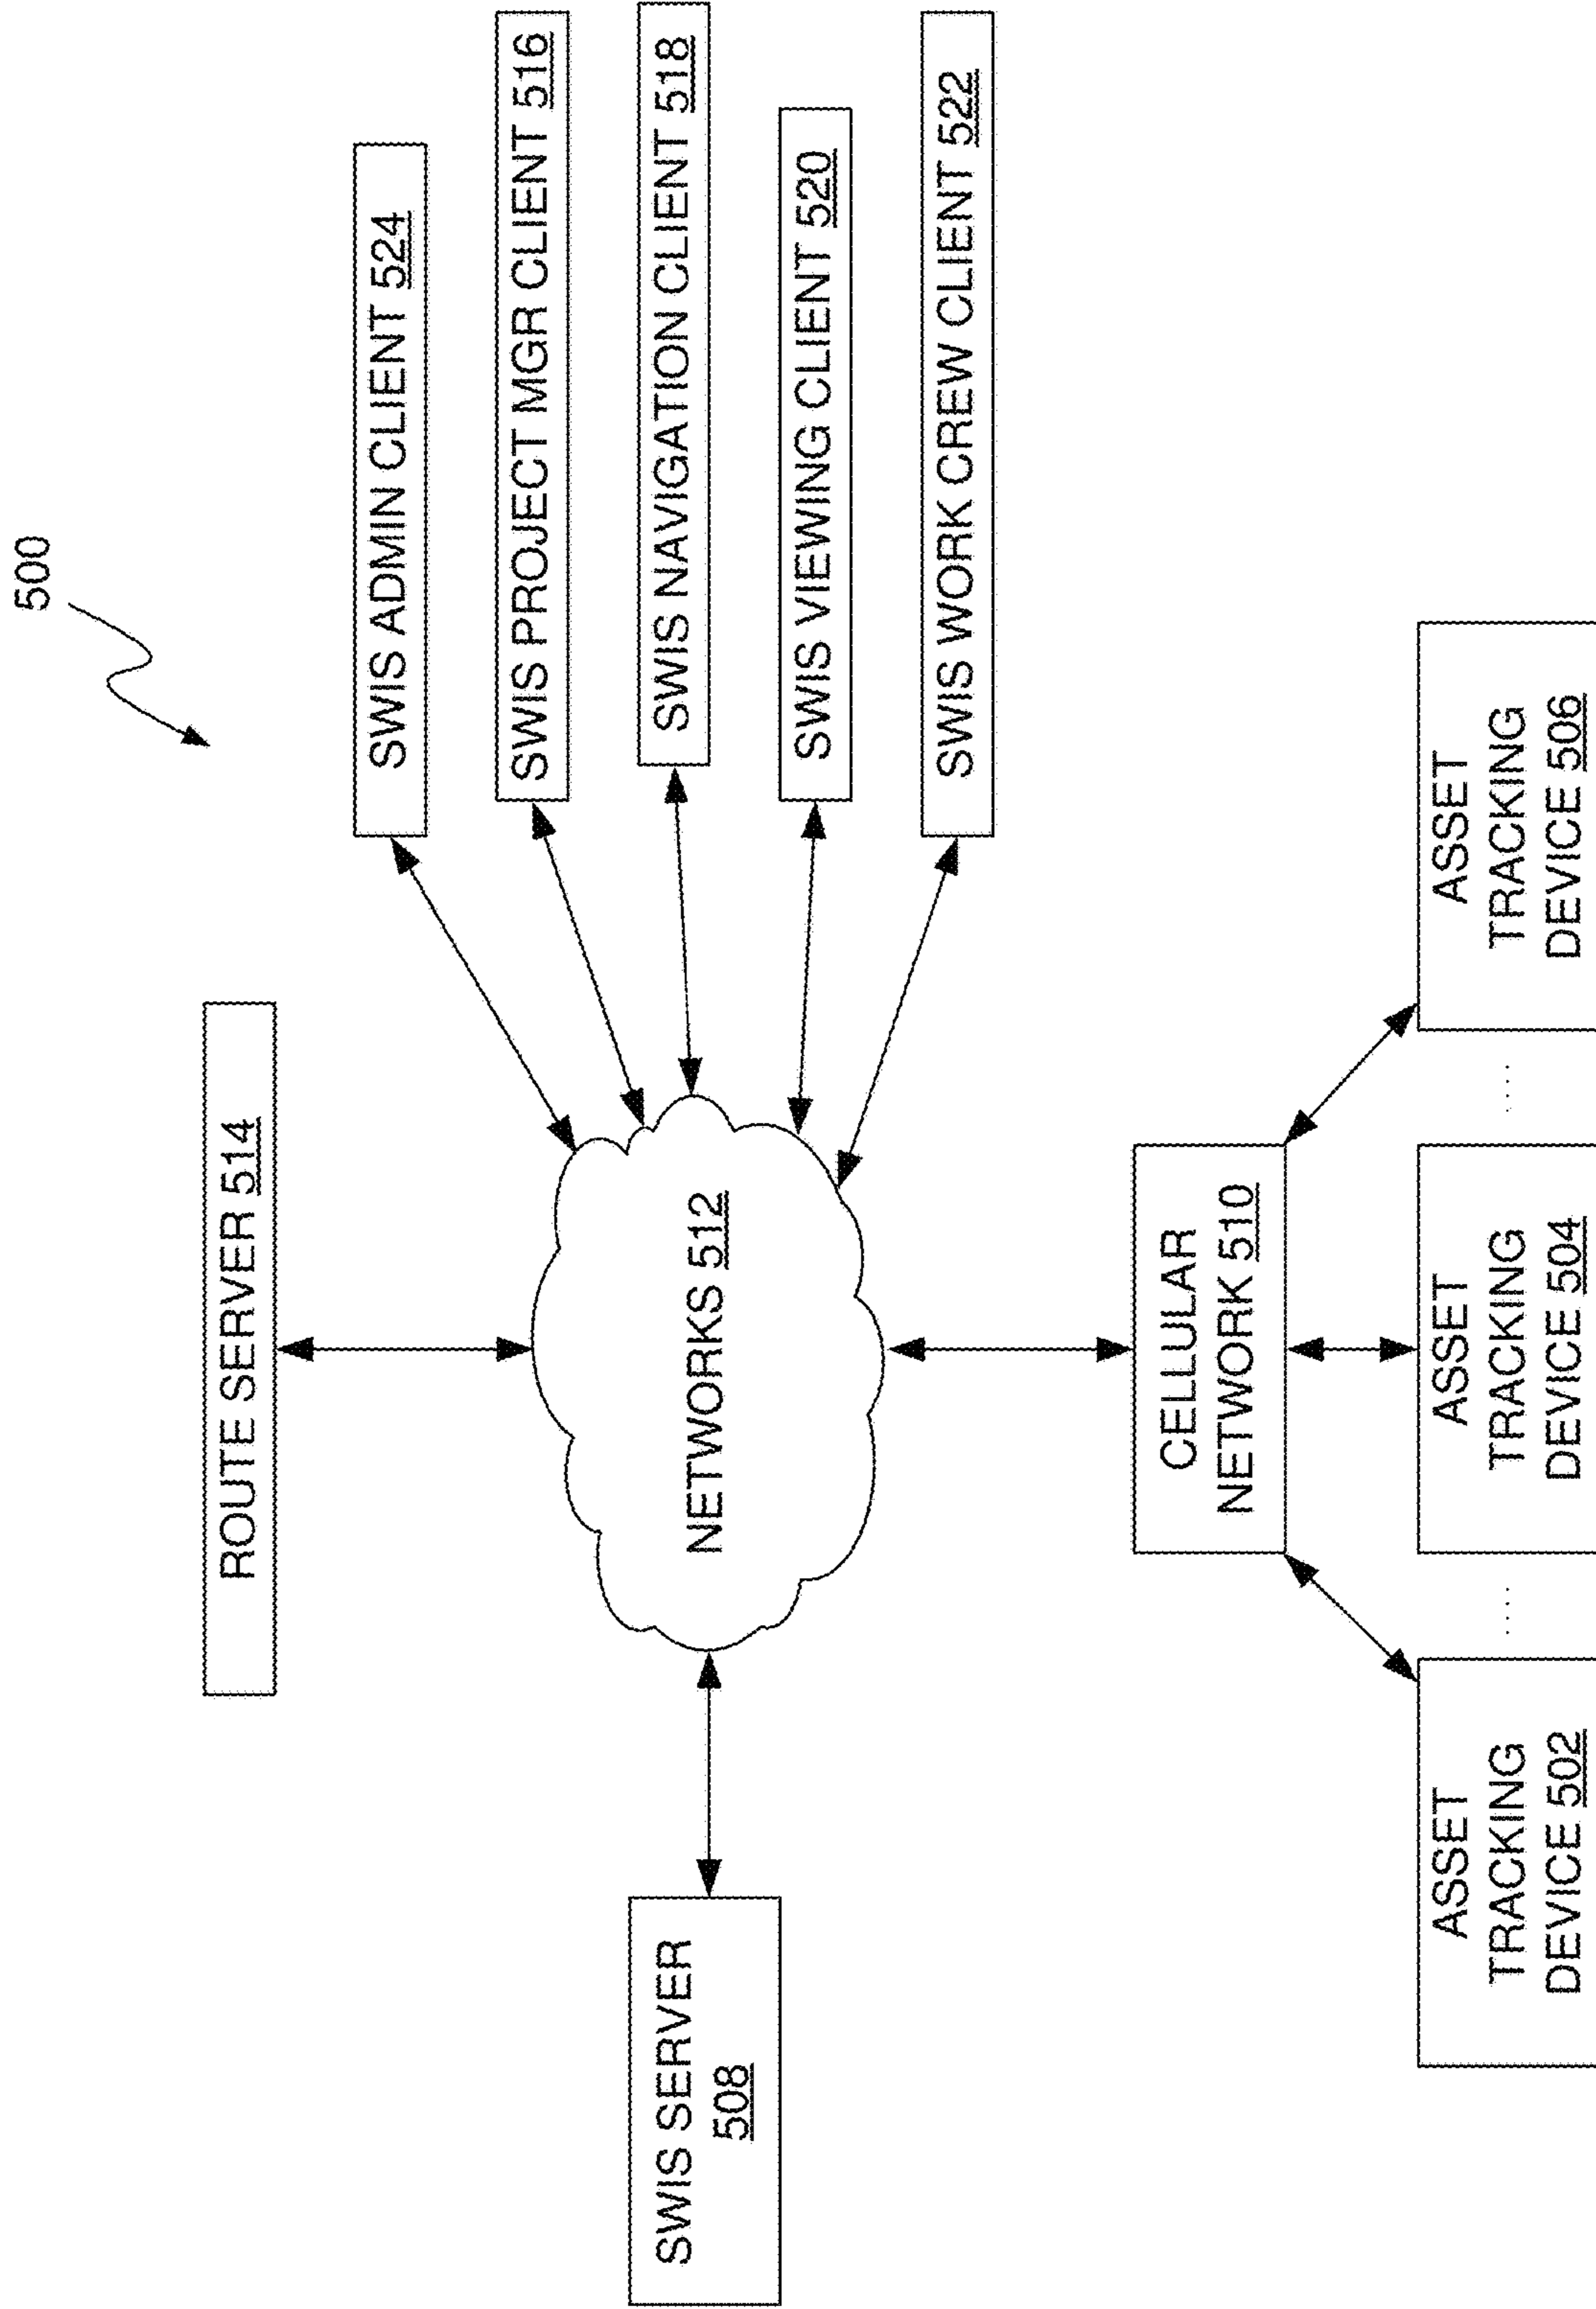 500
ROUTE SERVER 514
SWIS ADMIN CLIENT 524
SWIS PROJECT MGR CLIENT 516
SWIS NAVIGATION CLIENT 518
SWIS VIEWING CLIENT 520
SWIS WORK CREW CLIENT 522
SWIS SERVER
508
NETWORKS 512
CELLULAR
NETWORK 510
ASSET
TRACKING
DEVICE 502
ASSET
TRACKING
DEVICE 504
ASSET
TRACKING
DEVICE 506